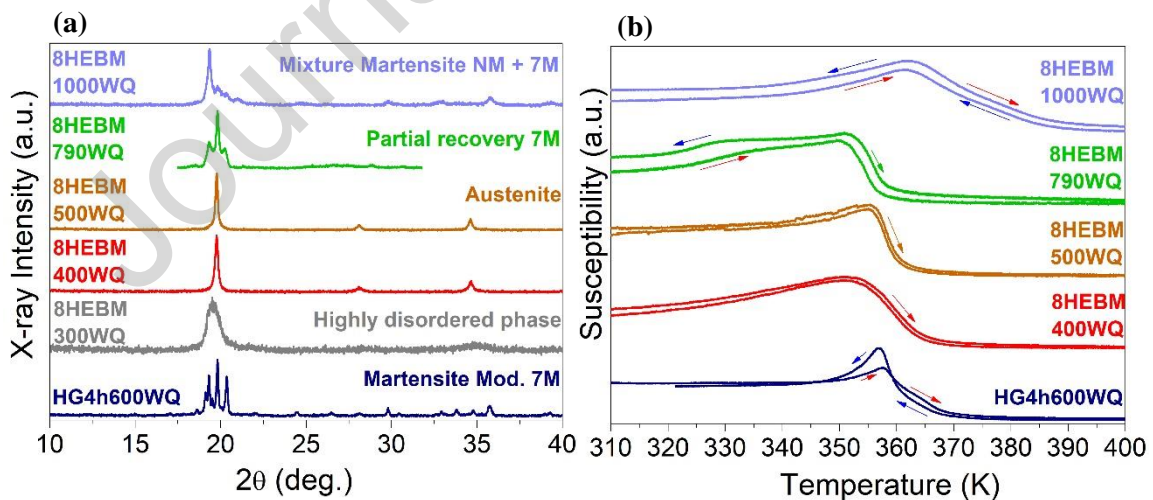 (a)
(b)
8HEBM
1000WQ
Mixture Martensite NM + 7M
8HEBM
790WQ
Partial recovery 7M
8HEBM
500WQ
Austenite
8HEBM
400WQ
8HEBM
300WQ
Highly disordered phase
HG4h600WQ
Martensite Mod. 7M
X-ray Intensity (a.u.)
10 15 20 25 30 35 40
2θ (deg.)
8HEBM
1000WQ
8HEBM
790WQ
8HEBM
500WQ
8HEBM
400WQ
HG4h600WQ
Susceptibility (a.u.)
310 320 330 340 350 360 370 380 390 400
Temperature (K)
Journ